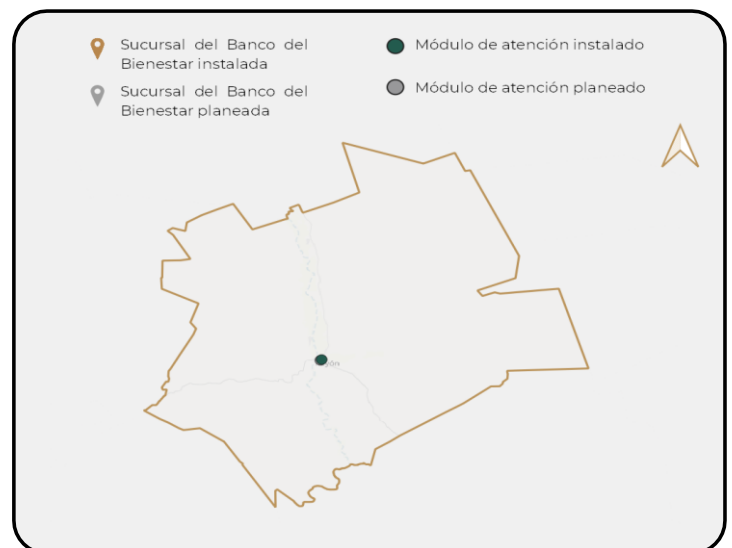 Sucursal del Banco del
Bienestar instalada
Sucursal del Banco del
Bienestar planeada
Módulo de atención instalado
Módulo de atención planeado